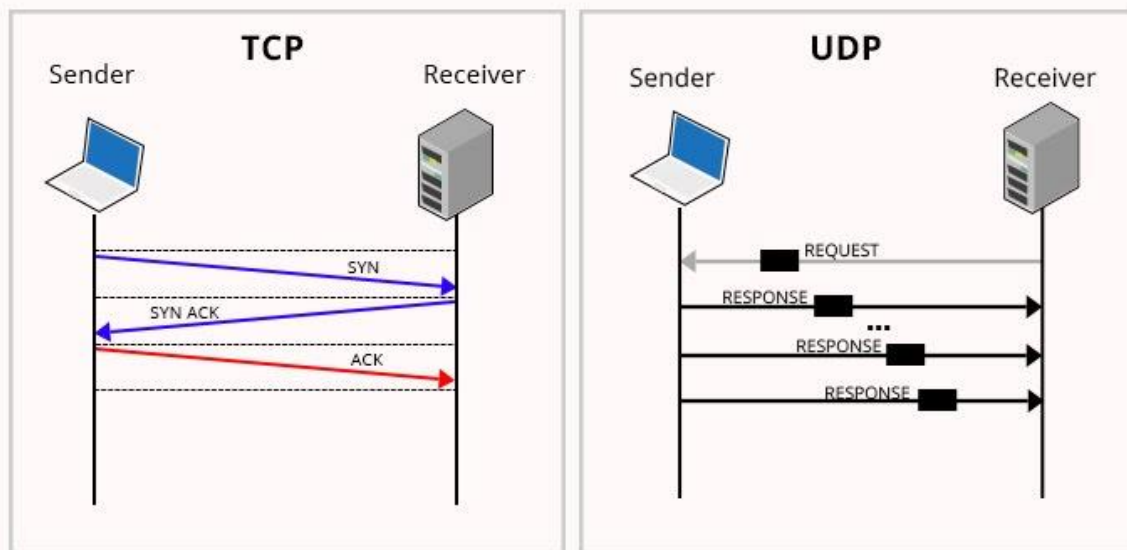 TCP
Sender
Receiver
SYN
SYN ACK
ACK
UDP
Sender
Receiver
REQUEST
RESPONSE
...
RESPONSE
RESPONSE